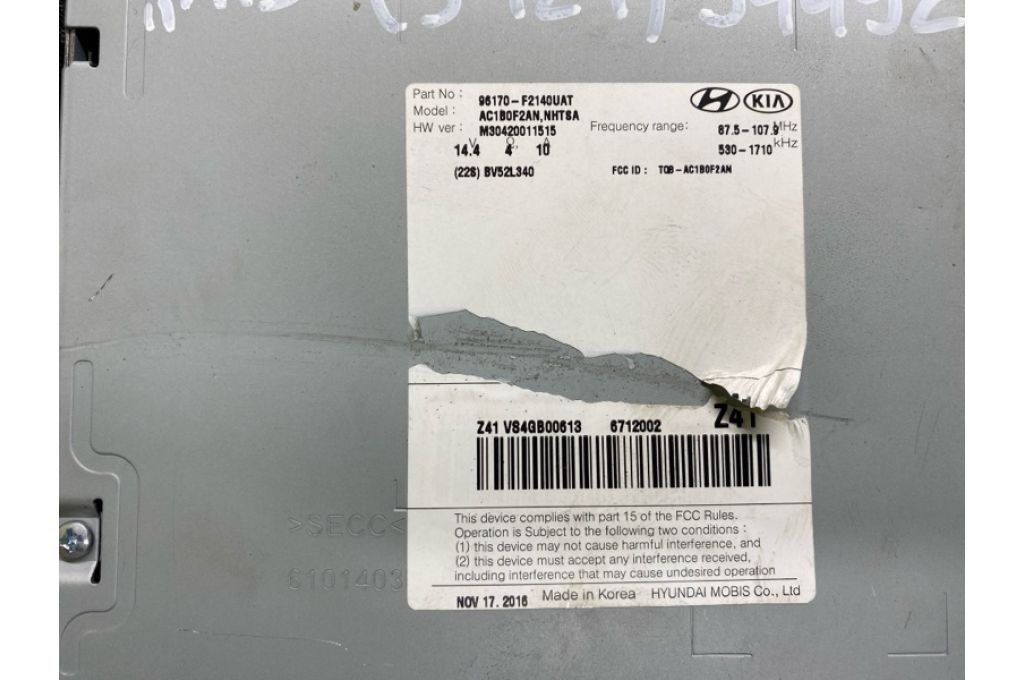 Part No : 96170-F2140UAT
Model : AC1B0F2AN,NHTSA
HW ver : M30420011515
KIA
Frequency range: 87.5-107.9 MHz
530-1710 kHz
V Ω A
14.4 4 10
(22S) BV52L340
FCC ID : TQ8-AC1B0F2AN
Z41
Z41 VS4GB00613 6712002
This device complies with part 15 of the FCC Rules.
Operation is Subject to the following two conditions :
(1) this device may not cause harmful interference, and
(2) this device must accept any interference received,
including interference that may cause undesired operation
NOV 17. 2016 Made in Korea HYUNDAI MOBIS Co., Ltd
>SECC<
6101403